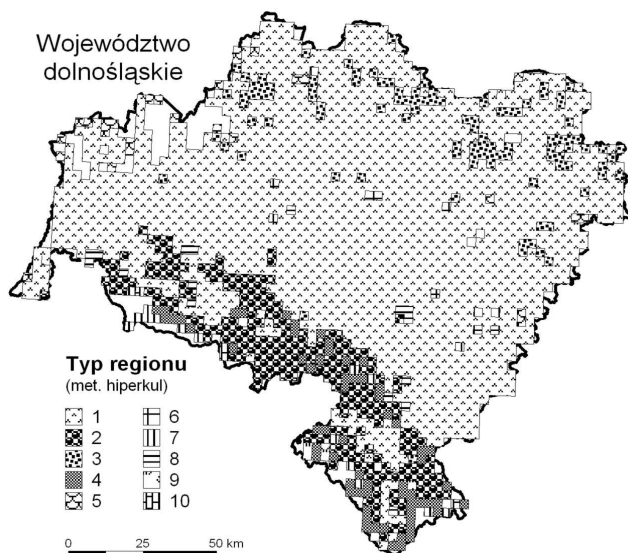 Województwo
dolnośląskie
Typ regionu
(met. hiperkul)
1 6
2 7
3 8
4 9
5 10
0 25 50 km